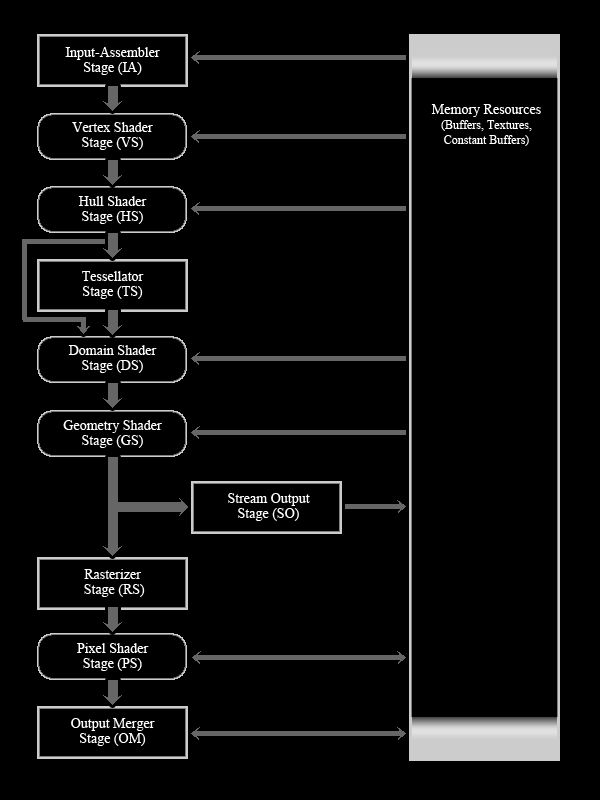 Input-Assembler
Stage (IA)
Memory Resources
(Buffers, Textures,
Constant Buffers)
Vertex Shader
Stage (VS)
Hull Shader
Stage (HS)
Tessellator
Stage (TS)
Domain Shader
Stage (DS)
Geometry Shader
Stage (GS)
Stream Output
Stage (SO)
Rasterizer
Stage (RS)
Pixel Shader
Stage (PS)
Output Merger
Stage (OM)